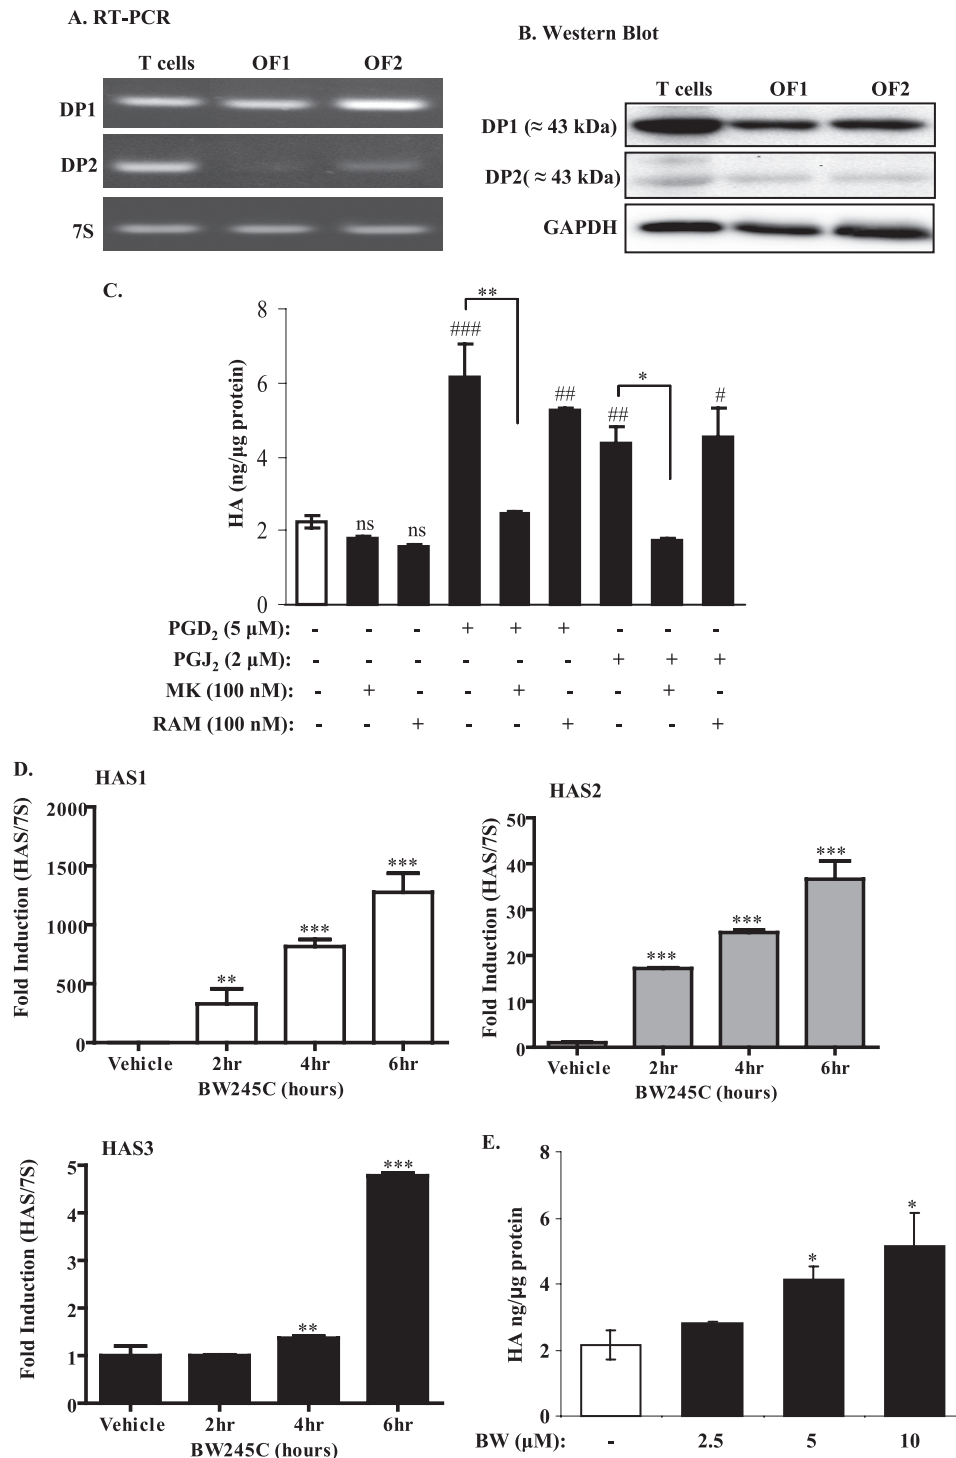 A. RT-PCR
T cells OF1 OF2
DP1
DP2
7S
B. Western Blot
T cells OF1 OF2
DP1 (≈ 43 kDa)
DP2( ≈ 43 kDa)
GAPDH
C.
HA (ng/µg protein)
8
6
4
2
0
ns
ns
###
**
##
##
*
#
PGD2 (5 µM): - - - + + + - - -
PGJ2 (2 µM): - - - - - - + + +
MK (100 nM): - + - - + - - + -
RAM (100 nM): - - + - - + - - +
D.
HAS1
Fold Induction (HAS/7S)
2000
1500
1000
500
0
**
***
***
Vehicle 2hr 4hr 6hr
BW245C (hours)
HAS2
Fold Induction (HAS/7S)
50
40
30
20
10
0
***
***
***
Vehicle 2hr 4hr 6hr
BW245C (hours)
HAS3
Fold Induction (HAS/7S)
5
4
3
2
1
0
**
***
Vehicle 2hr 4hr 6hr
BW245C (hours)
E.
HA ng/µg protein
8
6
4
2
0
*
*
BW (µM): - 2.5 5 10